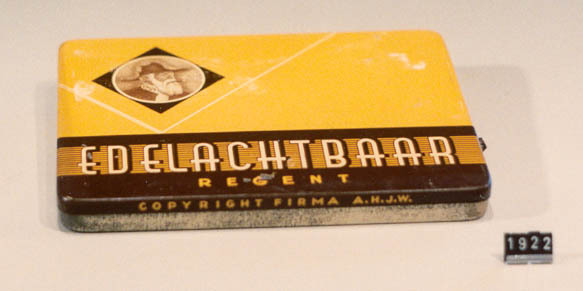 EDELACHTBAAR
REGENT
COPYRIGHT FIRMA A.H.J.W.
1922